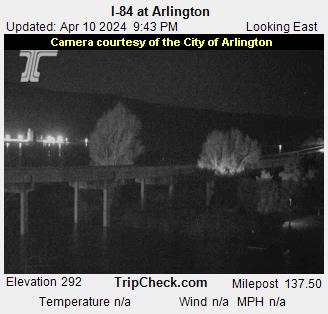 I-84 at Arlington
Updated: Apr 10 2024 9:43 PM Looking East
Camera courtesy of the City of Arlington
Elevation 292 TripCheck.com Milepost 137.50
Temperature n/a Wind n/a MPH n/a